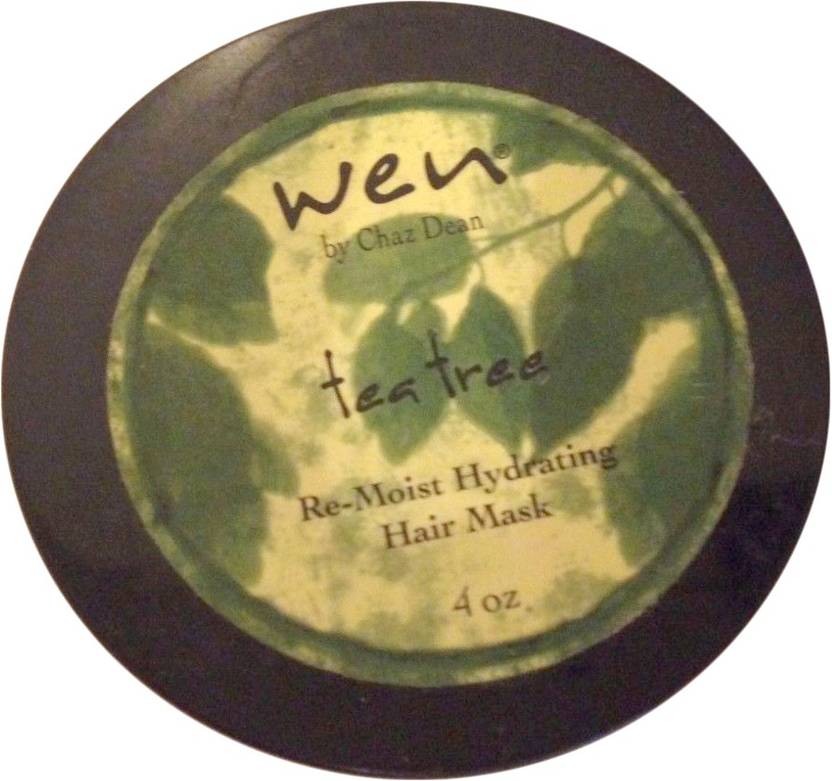 wen®
by Chaz Dean
tea tree
Re-Moist Hydrating
Hair Mask
4 oz.